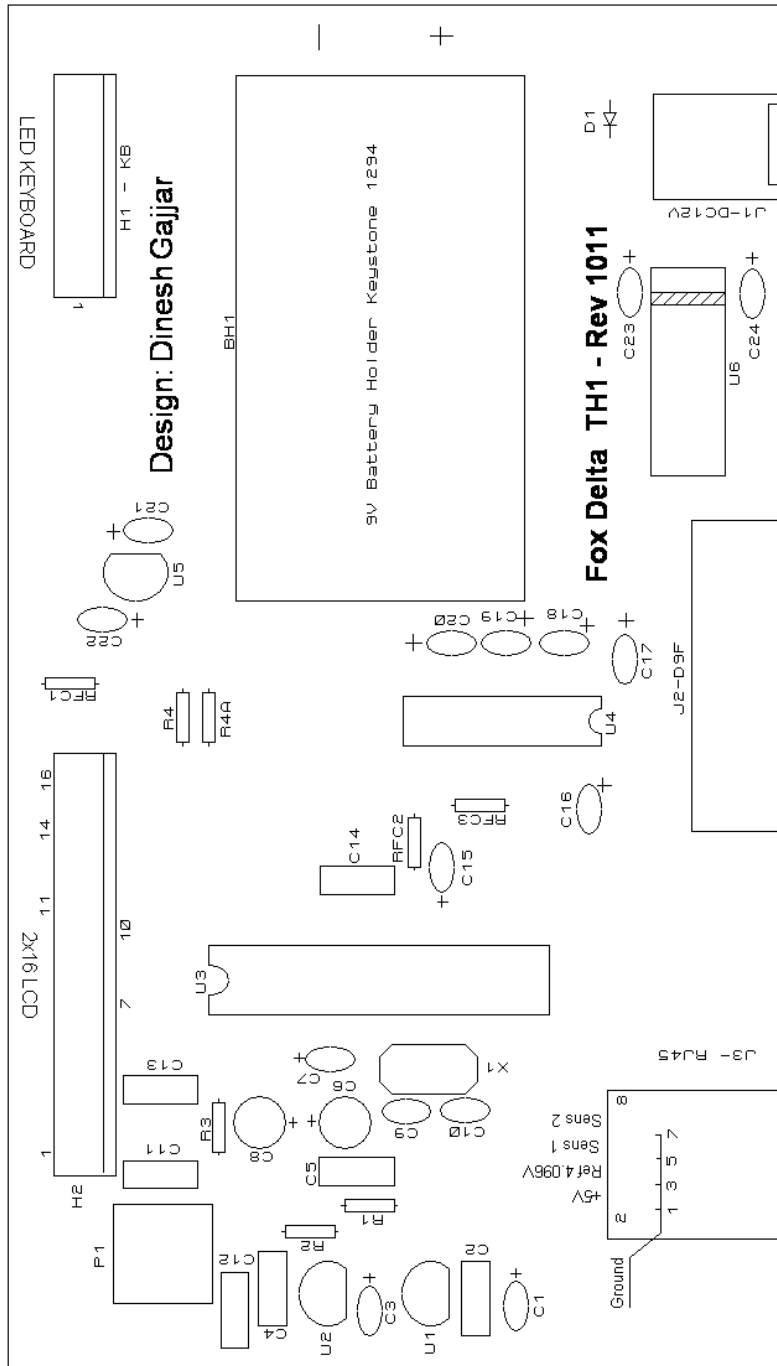 LED KEYBOARD
H1 - KB
1
Design: Dinesh Gajjar
− +
BH1
9V Battery Holder Keystone 1294
Fox Delta TH1 - Rev 1011
D1
J1-DC12V
+
C23
+
C24
U6
C21
+
U5
C22
+
RFC1
R4
R4A
+
C20
C19
+
C18
+
+
C17
U4
J2-D9F
RFC3
C16
+
RFC2
C14
C15
+
2x16 LCD
1
7
10
11
14
16
H2
U3
C13
C11
R3
C7
+
C6
+
C8
+
X1
C9
C10
C5
R1
R2
P1
C12
C4
U2
C3
+
U1
C2
C1
+
J3- RJ45
8
2
Sens 2
Sens 1
Ref 4.096V
+5V
1 3 5 7
Ground